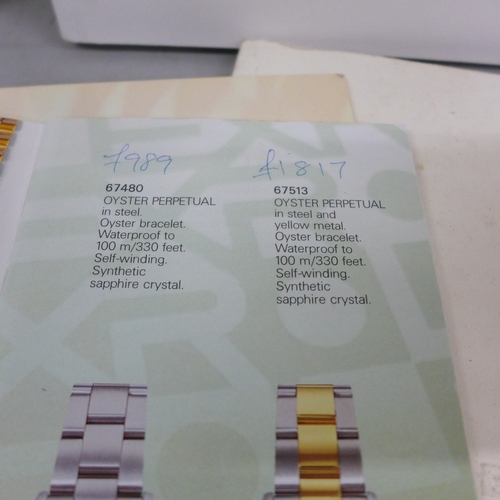 £989
67480
OYSTER PERPETUAL
in steel.
Oyster bracelet.
Waterproof to
100 m/330 feet.
Self-winding.
Synthetic
sapphire crystal.
£1817
67513
OYSTER PERPETUAL
in steel and
yellow metal.
Oyster bracelet.
Waterproof to
100 m/330 feet.
Self-winding.
Synthetic
sapphire crystal.